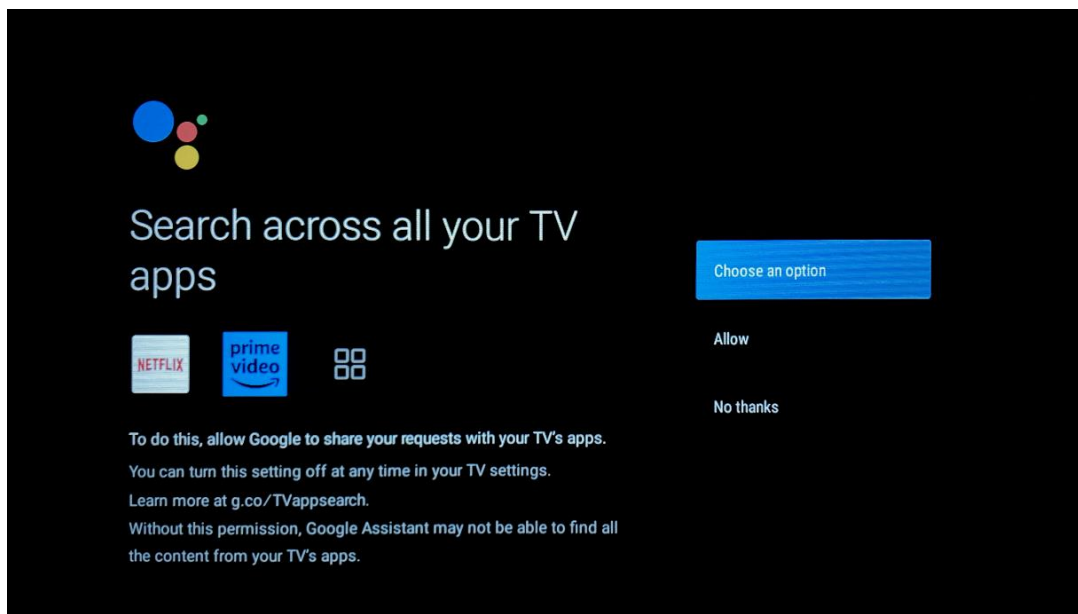 Search across all your TV
apps
NETFLIX
prime
video
To do this, allow Google to share your requests with your TV's apps.
You can turn this setting off at any time in your TV settings.
Learn more at g.co/TVappsearch.
Without this permission, Google Assistant may not be able to find all
the content from your TV's apps.
Choose an option
Allow
No thanks